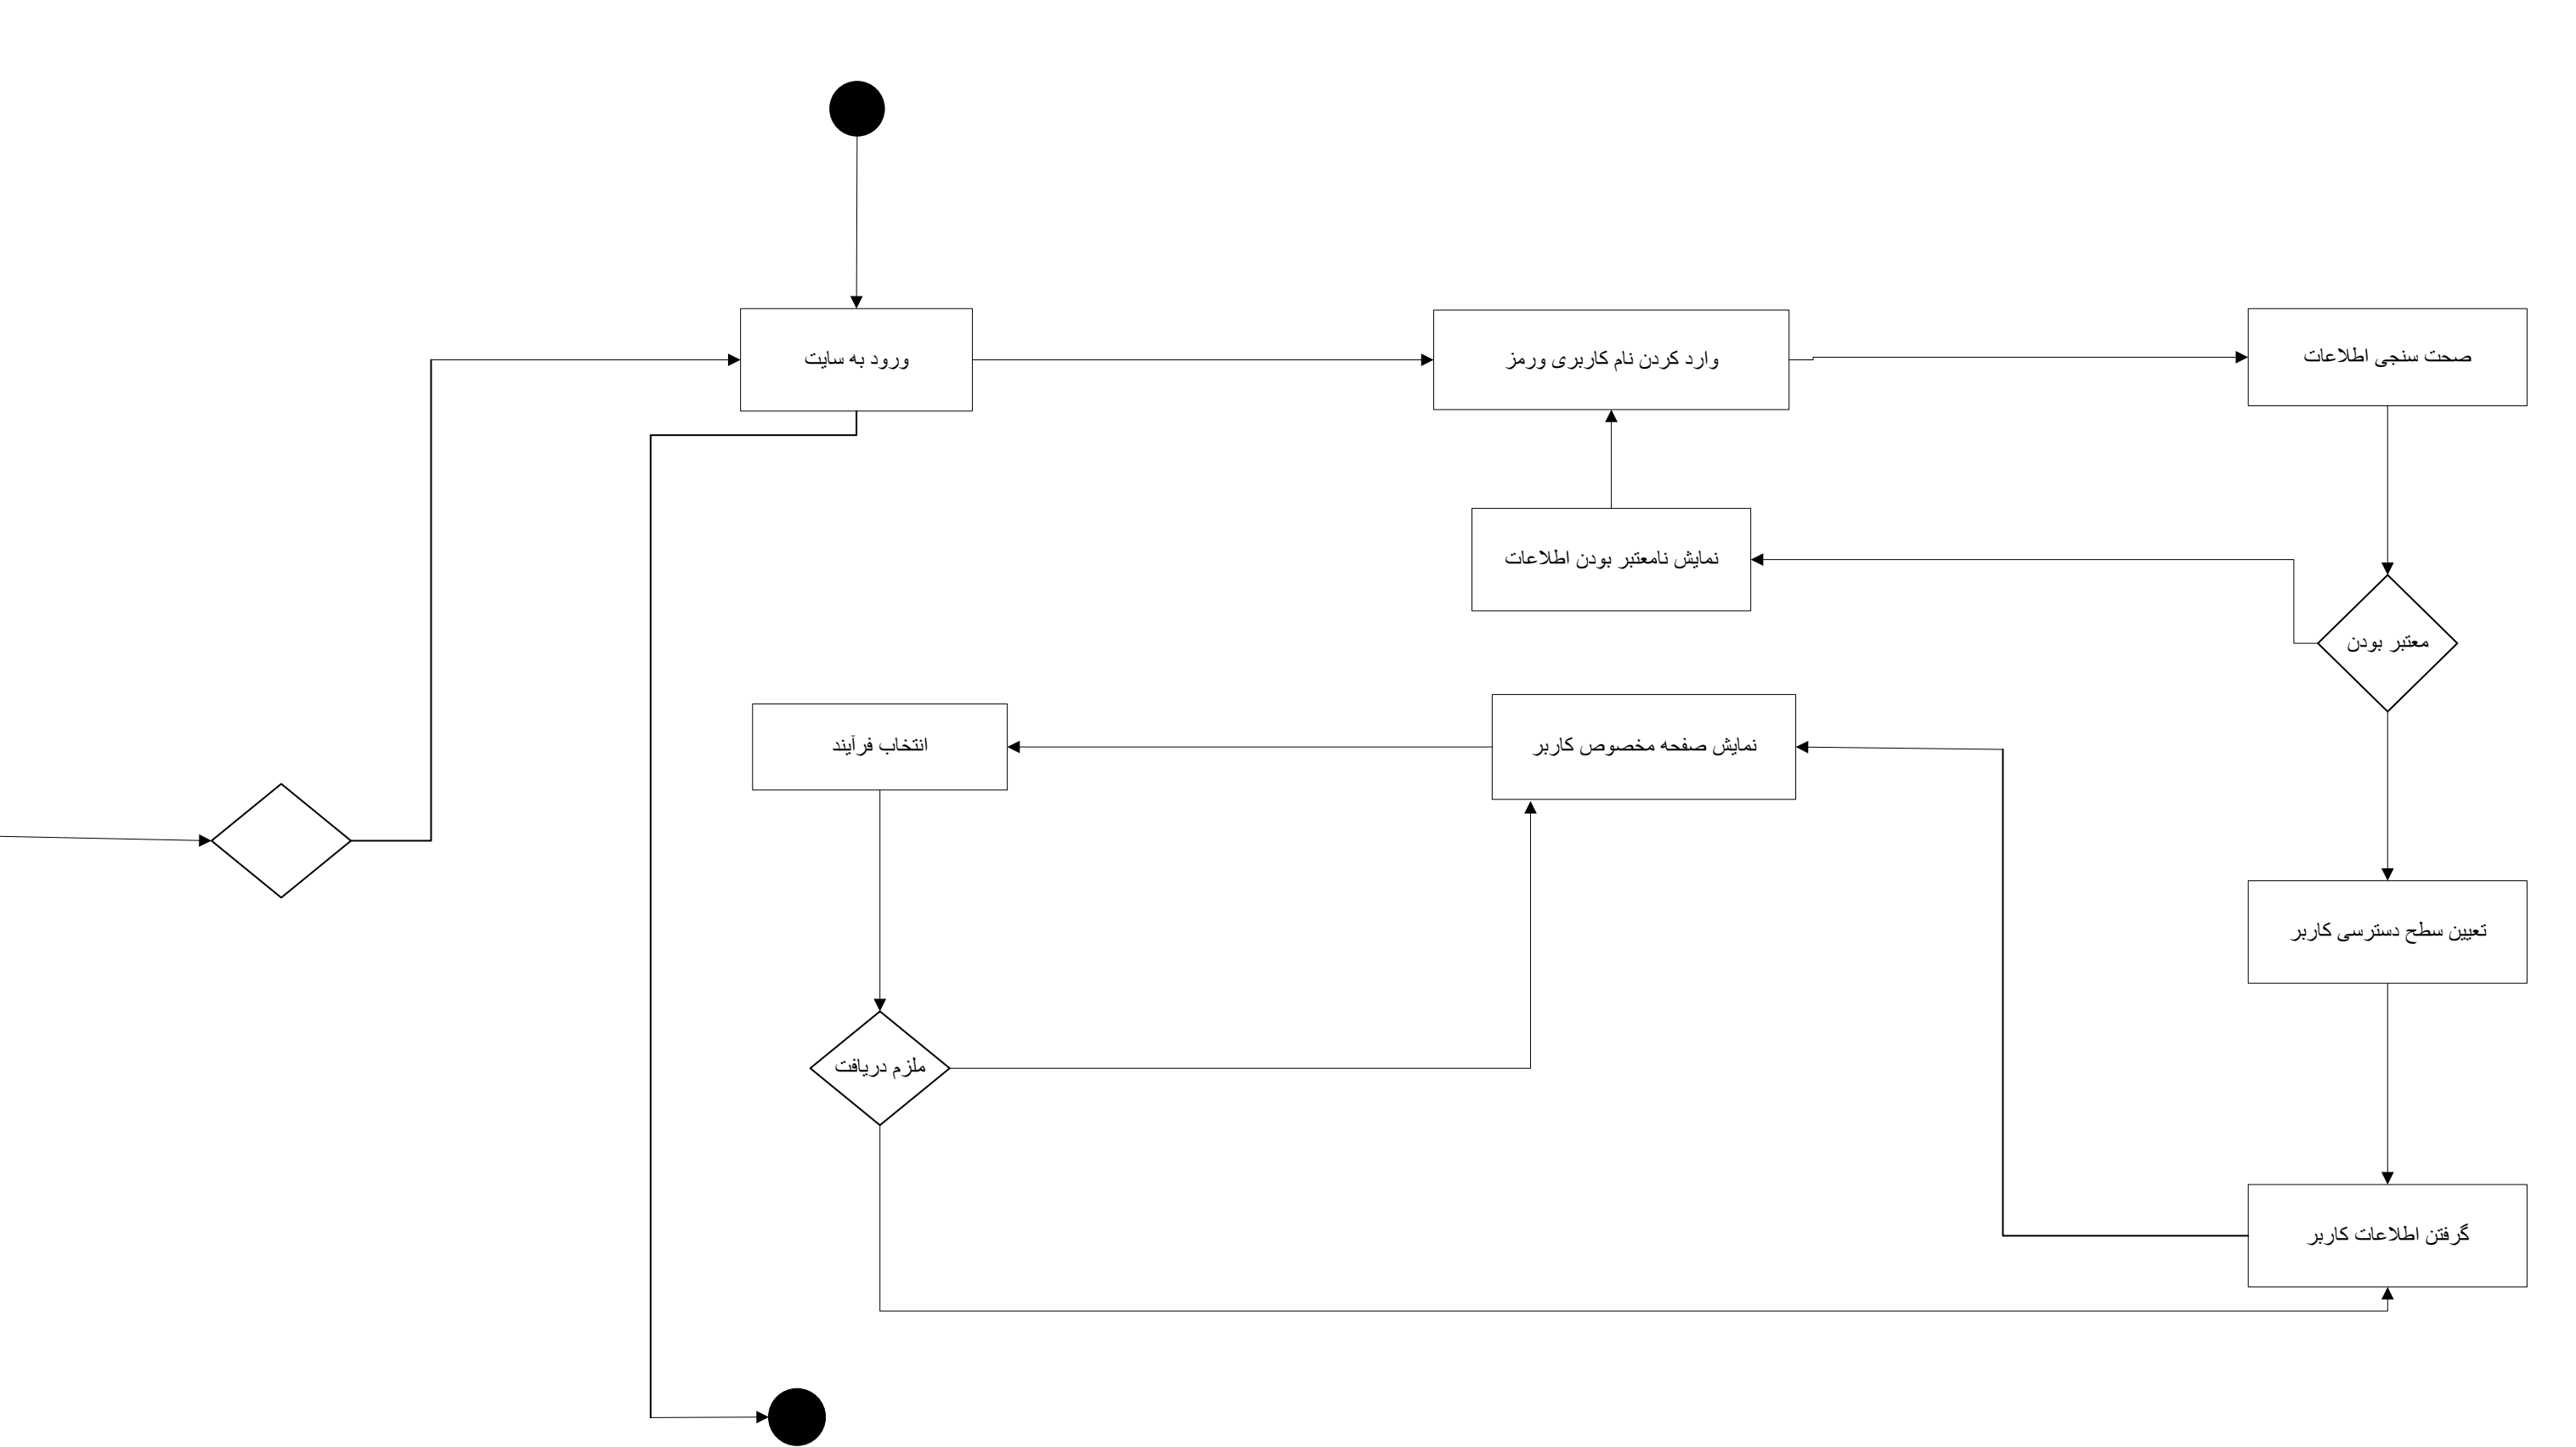 ورود به سایت
وارد کردن نام کاربری ورمز
صحت سنجی اطلاعات
نمایش نامعتبر بودن اطلاعات
معتبر بودن
انتخاب فرآیند
نمایش صفحه مخصوص کاربر
تعیین سطح دسترسی کاربر
ملزم دریافت
گرفتن اطلاعات کاربر